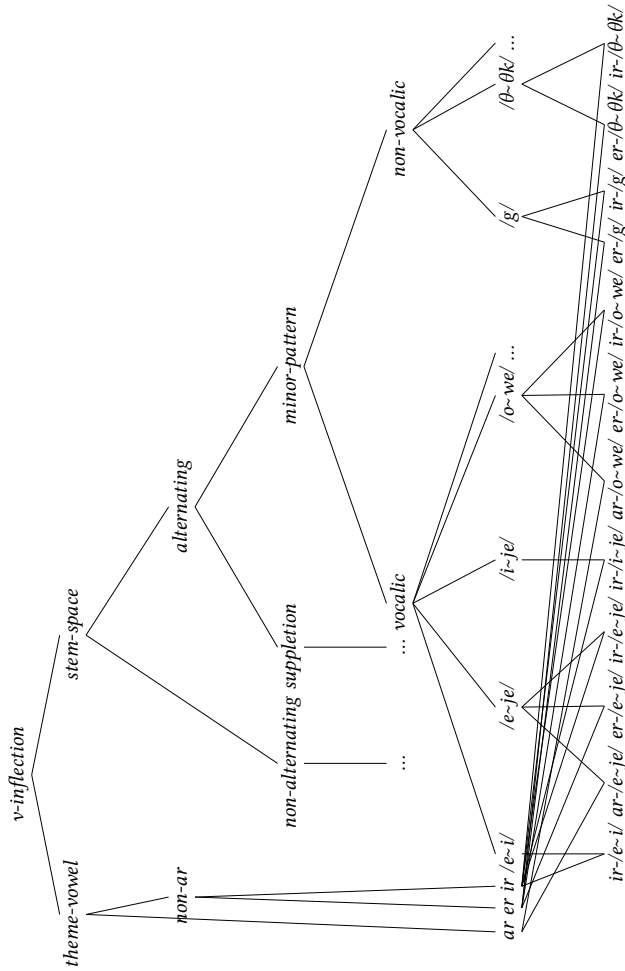 v-inflection
theme-vowel stem-space
non-ar alternating
non-alternating suppletion minor-pattern
... ... vocalic non-vocalic
ar er ir /e~i/ /e~je/ /i~je/ /o~we/ ... /g/ /θ~θk/ ...
ir-/e~i/ ar-/e~je/ er-/e~je/ ir-/e~je/ ir-/i~je/ ar-/o~we/ er-/o~we/ ir-/o~we/ er-/g/ ir-/g/ er-/θ~θk/ ir-/θ~θk/